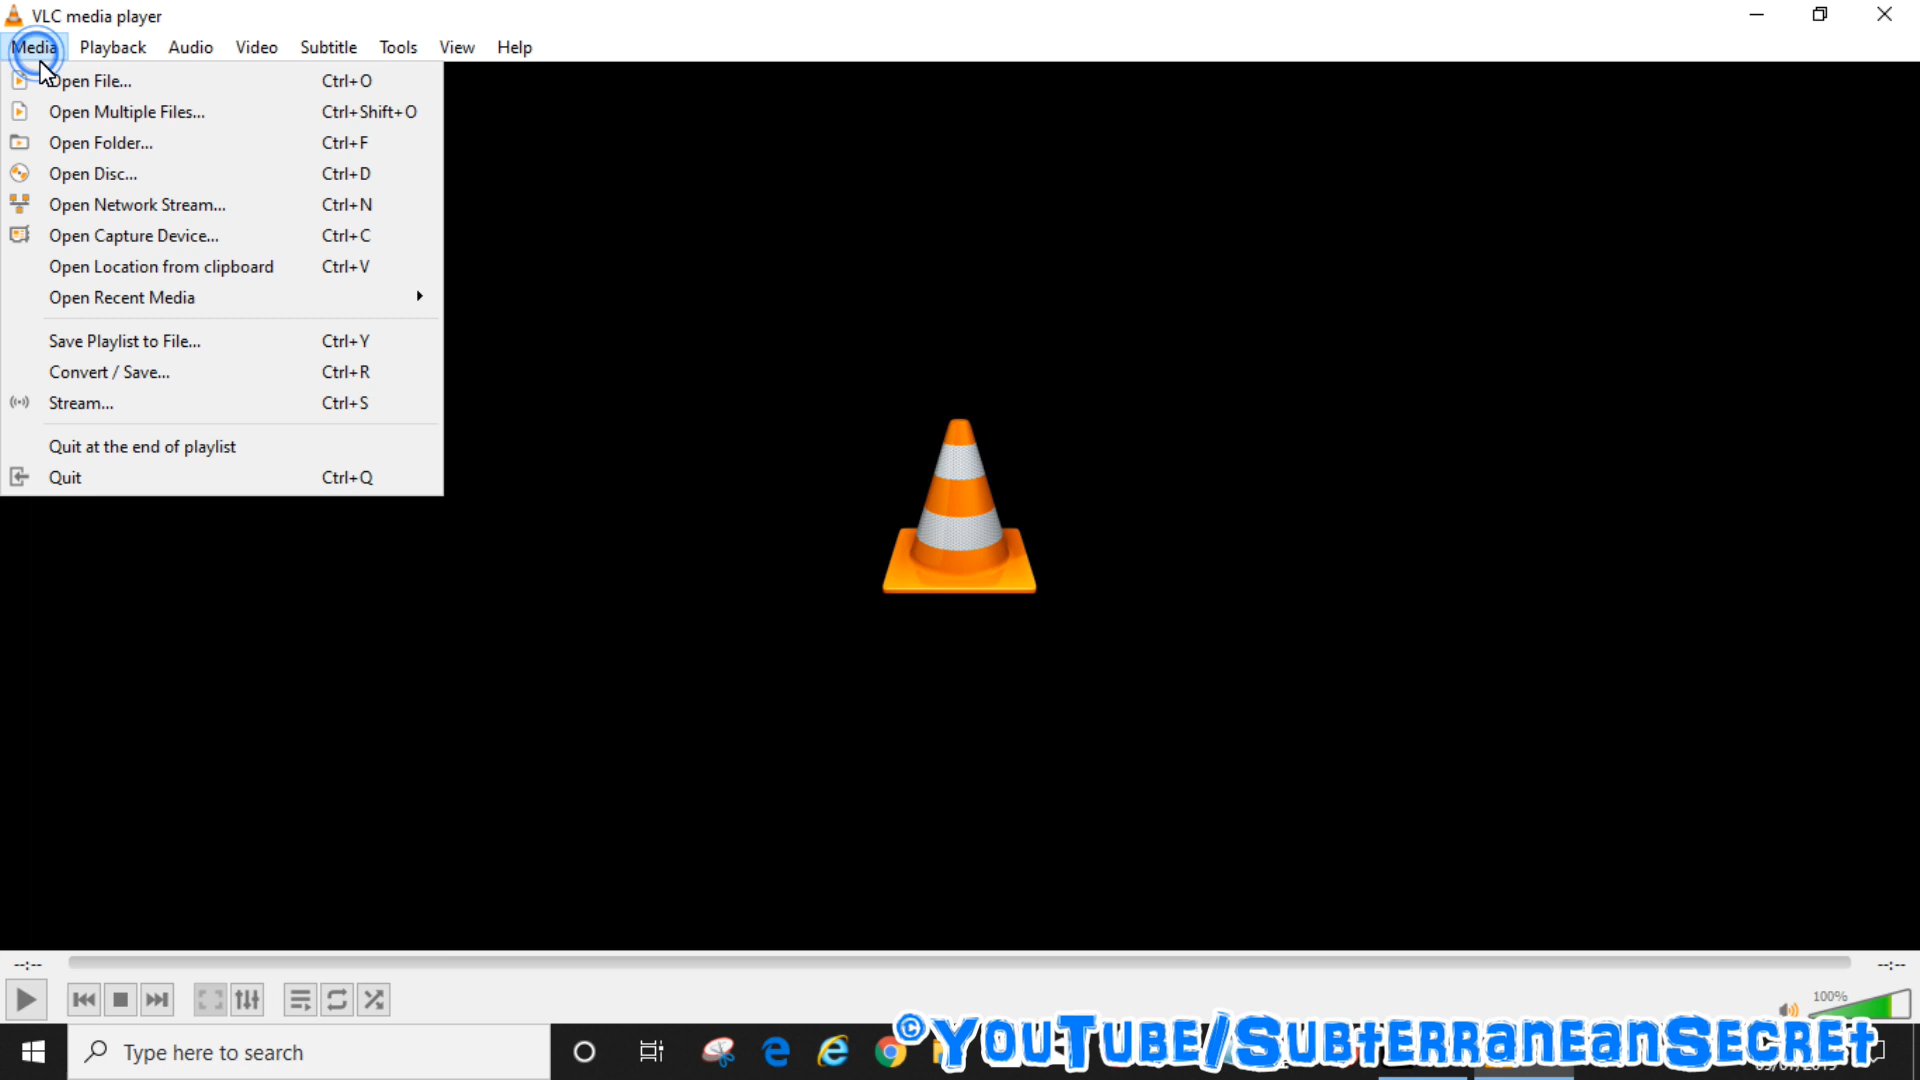 VLC media player
Media Playback Audio Video Subtitle Tools View Help
Open File... Ctrl+O
Open Multiple Files... Ctrl+Shift+O
Open Folder... Ctrl+F
Open Disc... Ctrl+D
Open Network Stream... Ctrl+N
Open Capture Device... Ctrl+C
Open Location from clipboard Ctrl+V
Open Recent Media
Save Playlist to File... Ctrl+Y
Convert / Save... Ctrl+R
Stream... Ctrl+S
Quit at the end of playlist
Quit Ctrl+Q
--:-- --:--
100%
Type here to search
©YouTube/SubterraneanSecret